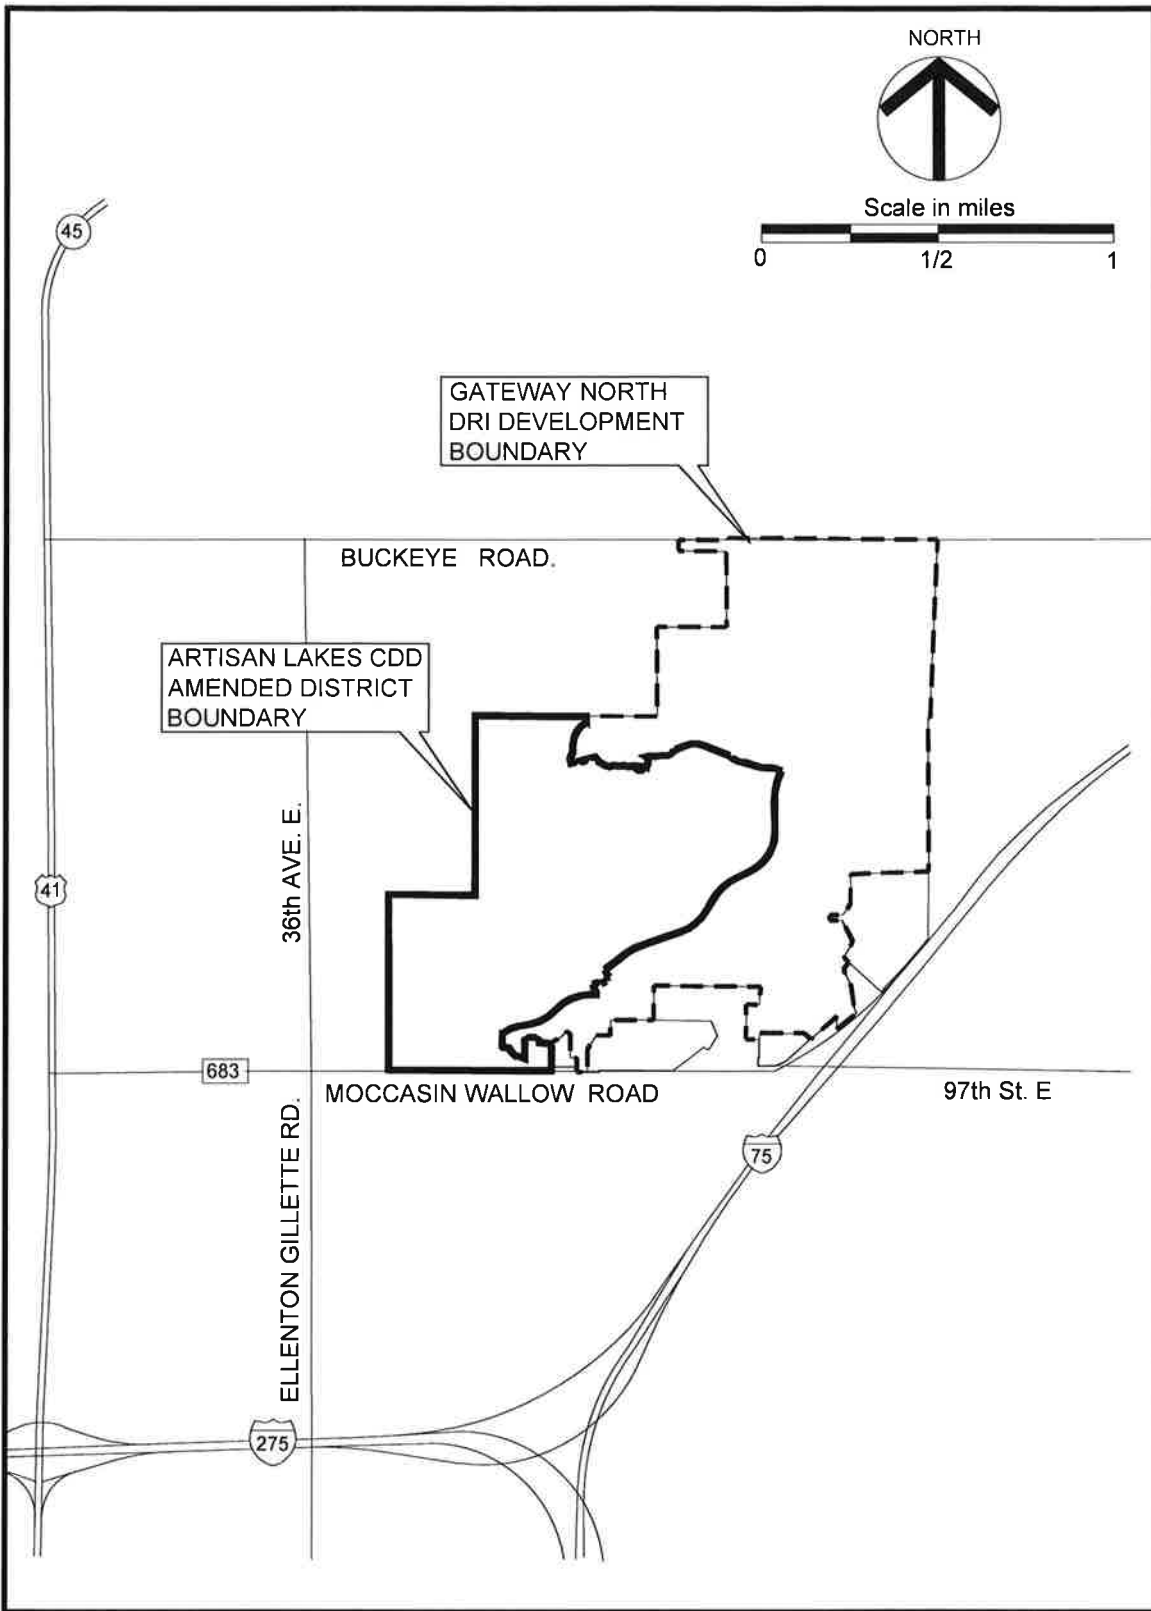 NORTH
Scale in miles
0 1/2 1
45
GATEWAY NORTH
DRI DEVELOPMENT
BOUNDARY
BUCKEYE ROAD.
ARTISAN LAKES CDD
AMENDED DISTRICT
BOUNDARY
36th AVE. E.
41
683
MOCCASIN WALLOW ROAD
97th St. E
ELLENTON GILLETTE RD.
75
275